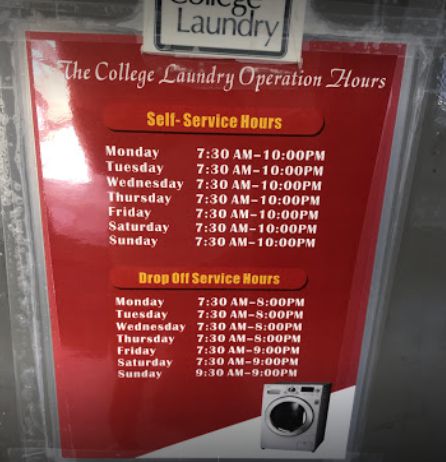 College
Laundry
The College Laundry Operation Hours
Self-Service Hours
Monday 7:30 AM-10:00PM
Tuesday 7:30 AM-10:00PM
Wednesday 7:30 AM-10:00PM
Thursday 7:30 AM-10:00PM
Friday 7:30 AM-10:00PM
Saturday 7:30 AM-10:00PM
Sunday 7:30 AM-10:00PM
Drop Off Service Hours
Monday 7:30 AM-8:00PM
Tuesday 7:30 AM-8:00PM
Wednesday 7:30 AM-8:00PM
Thursday 7:30 AM-8:00PM
Friday 7:30 AM-9:00PM
Saturday 7:30 AM-9:00PM
Sunday 9:30 AM-9:00PM